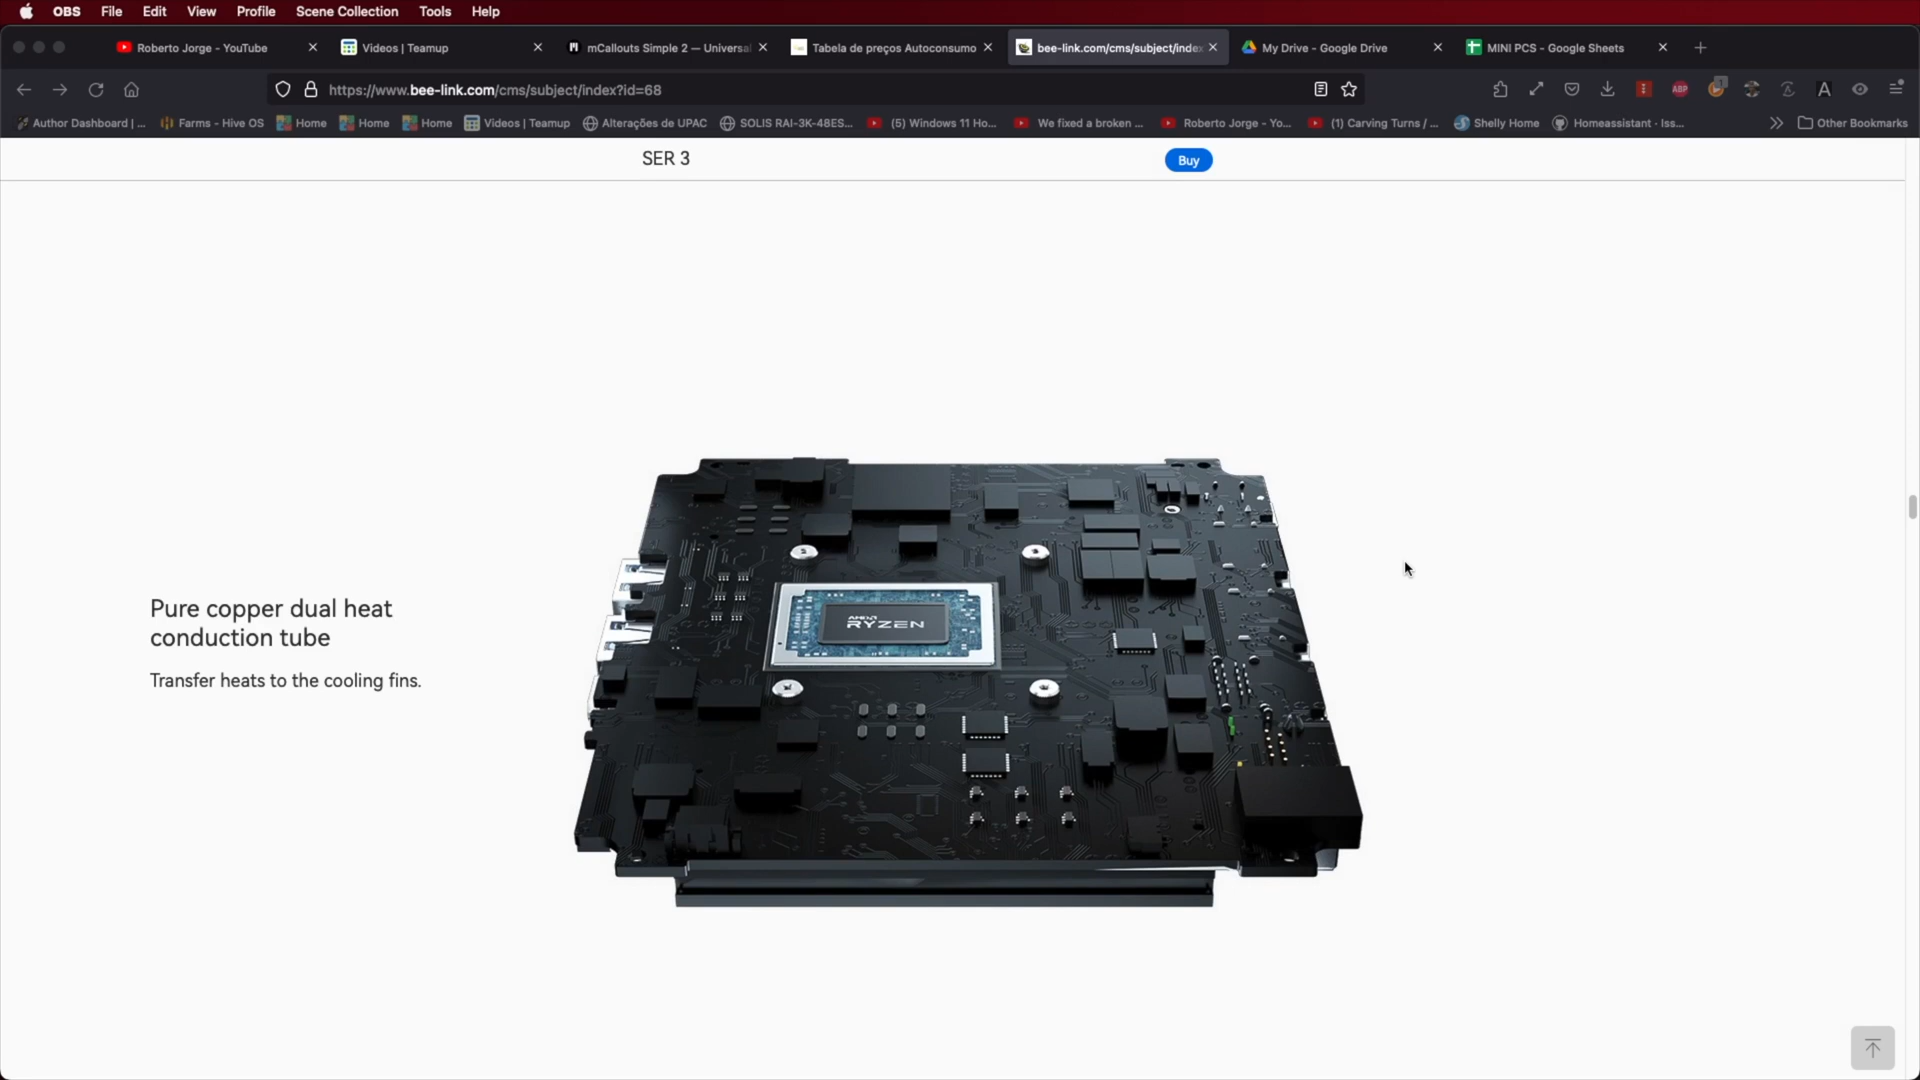 OBS File Edit View Profile Scene Collection Tools Help
Roberto Jorge - YouTube
Videos | Teamup
mCallouts Simple 2 — Universal
Tabela de preços Autoconsumo
bee-link.com/cms/subject/index
My Drive - Google Drive
MINI PCS - Google Sheets
https://www.bee-link.com/cms/subject/index?id=68
ABP
A
Author Dashboard | ...
Farms - Hive OS
Home
Home
Home
Videos | Teamup
Alterações de UPAC
SOLIS RAI-3K-48ES...
(5) Windows 11 Ho...
We fixed a broken ...
Roberto Jorge - Yo...
(1) Carving Turns / ...
Shelly Home
Homeassistant · Iss...
Other Bookmarks
SER 3
Buy
AMD
RYZEN
Pure copper dual heat
conduction tube
Transfer heats to the cooling fins.